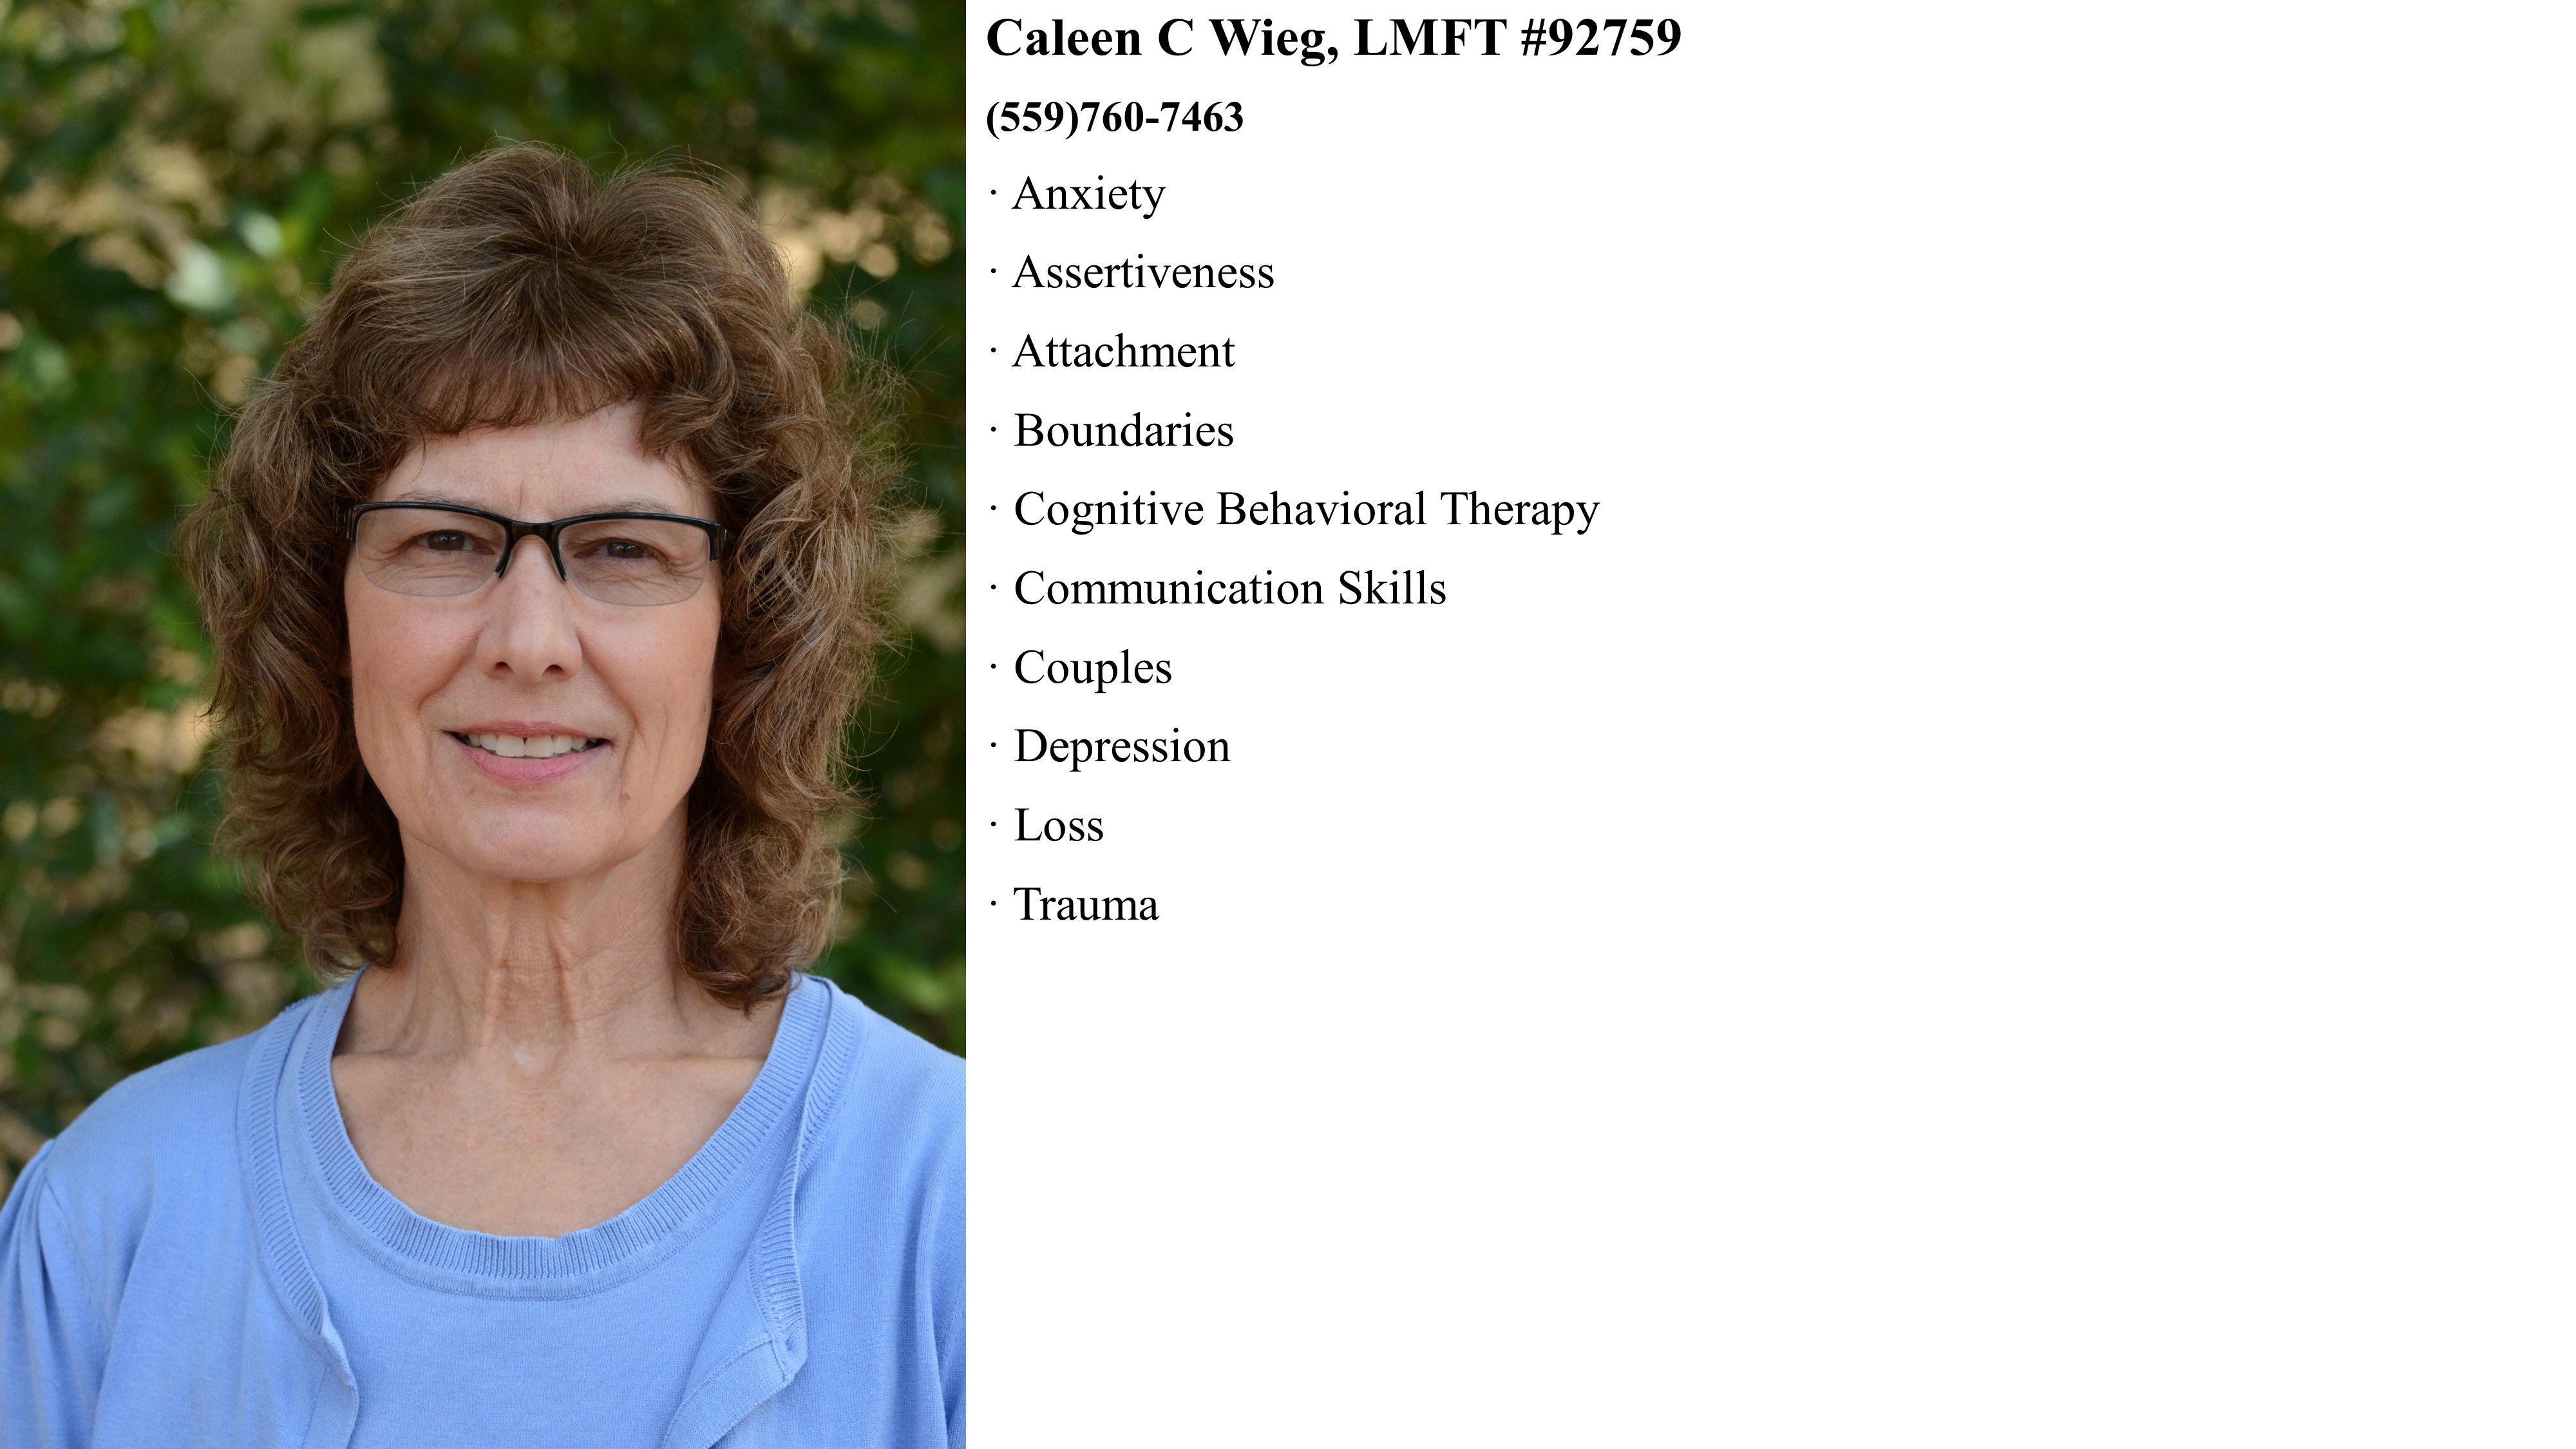 Caleen C Wieg, LMFT #92759
(559)760-7463
· Anxiety
· Assertiveness
· Attachment
· Boundaries
· Cognitive Behavioral Therapy
· Communication Skills
· Couples
· Depression
· Loss
· Trauma